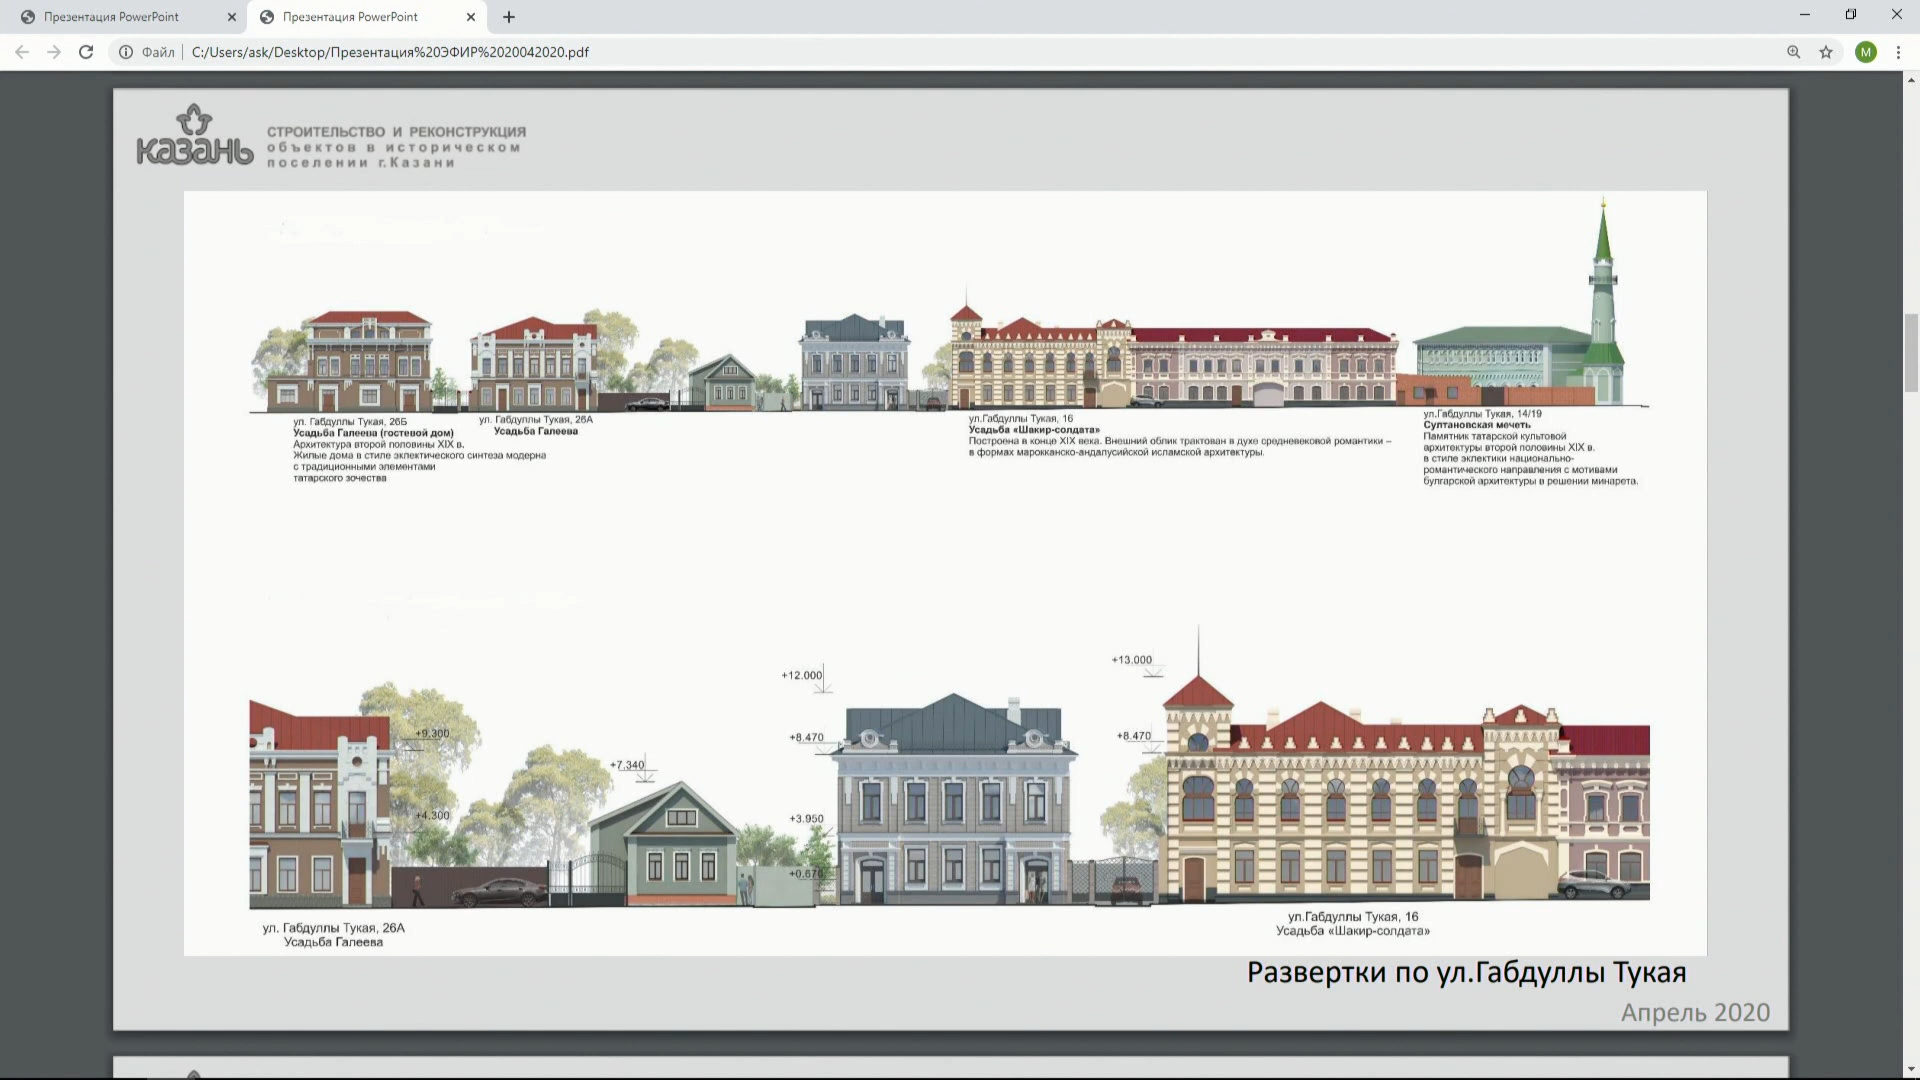 Презентация PowerPoint
Презентация PowerPoint
Файл
C:/Users/ask/Desktop/Презентация%20ЭФИР%2020042020.pdf
M
казань
СТРОИТЕЛЬСТВО И РЕКОНСТРУКЦИЯ
объектов в историческом
поселении г.Казани
ул. Габдуллы Тукая, 26Б
Усадьба Галеева (гостевой дом)
Архитектура второй половины XIX в.
Жилые дома в стиле эклектического синтеза модерна
с традиционными элементами
татарского зочества
ул. Габдуллы Тукая, 26А
Усадьба Галеева
ул.Габдуллы Тукая, 16
Усадьба «Шакир-солдата»
Построена в конце XIX века. Внешний облик трактован в духе средневековой романтики –
в формах марокканско-андалусийской исламской архитектуры.
ул.Габдуллы Тукая, 14/19
Султановская мечеть
Памятник татарской культовой
архитектуры второй половины XIX в.
в стиле эклектики национально-
романтического направления с мотивами
булгарской архитектуры в решении минарета.
+9.300
+4.300
+7.340
+12.000
+8.470
+3.950
+0.670
+13.000
+8.470
ул. Габдуллы Тукая, 26А
Усадьба Галеева
ул.Габдуллы Тукая, 16
Усадьба «Шакир-солдата»
Развертки по ул.Габдуллы Тукая
Апрель 2020